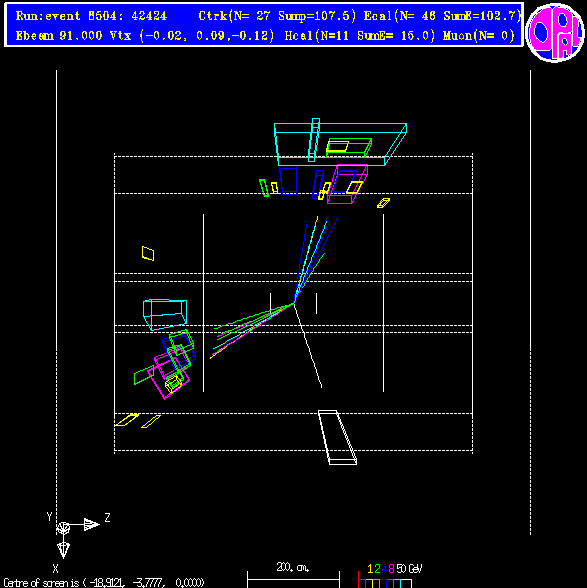 Run:event 8504: 42424 Ctrk(N= 27 Sump=107.5) Ecal(N= 46 SumE=102.7)
Ebeam 91.000 Vtx (-0.02, 0.09,-0.12) Hcal(N=11 SumE= 15.0) Muon(N= 0)
OPAL
Y
Z
X
200. cm.
1 2 4 8 50 GeV
Centre of screen is ( -18.9121, -3.7777, 0.0000)